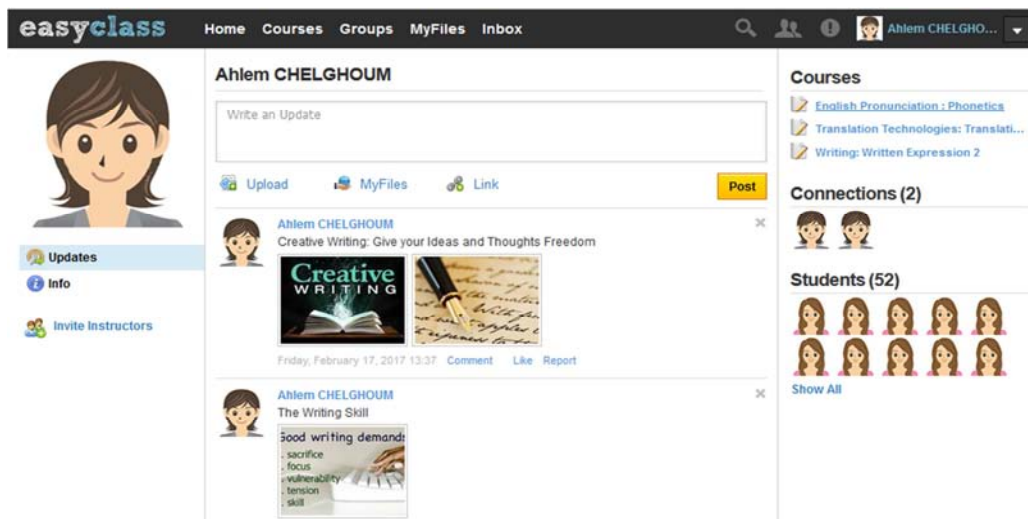 easyclass
Home Courses Groups MyFiles Inbox
Ahlem CHELGHO...
Ahlem CHELGHOUM
Write an Update
Upload MyFiles Link
Post
Updates
Info
Invite Instructors
Ahlem CHELGHOUM
Creative Writing: Give your Ideas and Thoughts Freedom
Creative
WRITING
Friday, February 17, 2017 13:37 Comment Like Report
Ahlem CHELGHOUM
The Writing Skill
Good writing demands
. sacrifice
. focus
. vulnerability
. tension
. skill
Courses
English Pronunciation : Phonetics
Translation Technologies: Translati...
Writing: Written Expression 2
Connections (2)
Students (52)
Show All